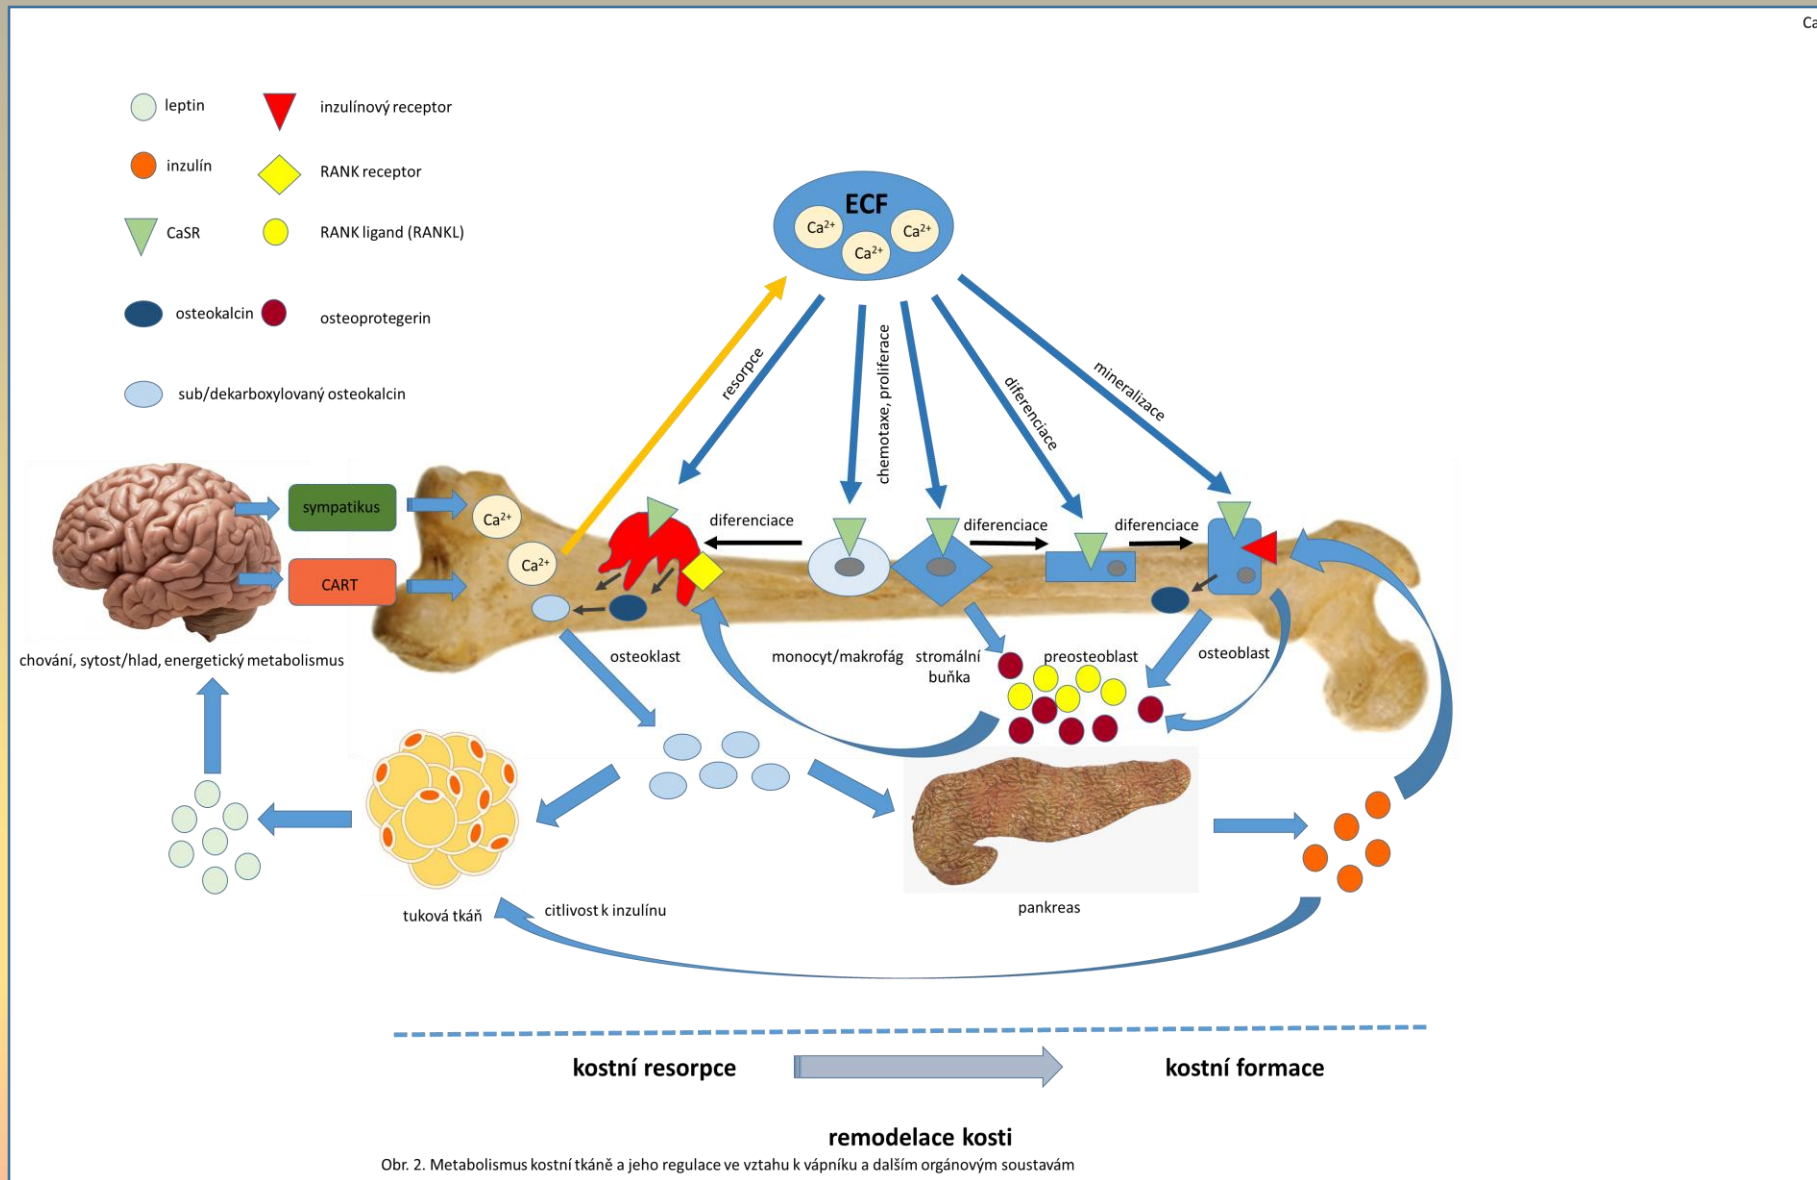 Ca
leptin
inzulínový receptor
inzulín
RANK receptor
CaSR
RANK ligand (RANKL)
osteokalcin
osteoprotegerin
sub/dekarboxylovaný osteokalcin
ECF
Ca²⁺
Ca²⁺
Ca²⁺
resorpce
chemotaxe, proliferace
diferenciace
mineralizace
sympatikus
CART
Ca²⁺
Ca²⁺
diferenciace
diferenciace
diferenciace
chování, sytost/hlad, energetický metabolismus
osteoklast
monocyt/makrofág
stromální
buňka
preosteoblast
osteoblast
tuková tkáň
citlivost k inzulínu
pankreas
kostní resorpce
kostní formace
remodelace kosti
Obr. 2. Metabolismus kostní tkáně a jeho regulace ve vztahu k vápníku a dalším orgánovým soustavám